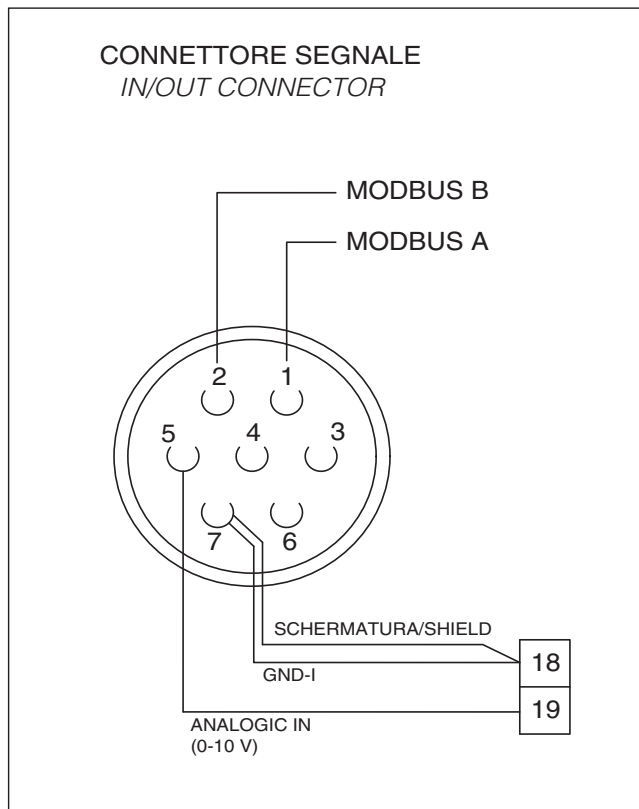 CONNETTORE SEGNALE
IN/OUT CONNECTOR
MODBUS B
MODBUS A
2 1
5 4 3
7 6
SCHERMATURA/SHIELD
18
GND-I
19
ANALOGIC IN
(0-10 V)